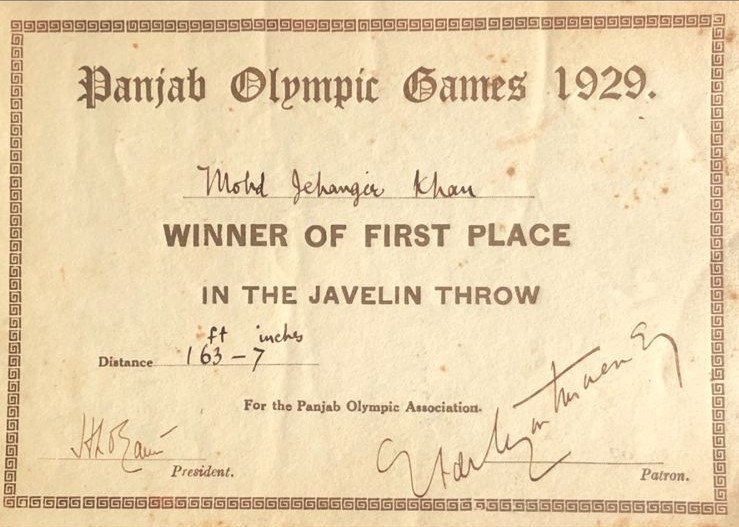 Panjab Olympic Games 1929.
Mohd Jehangir Khan
WINNER OF FIRST PLACE
IN THE JAVELIN THROW
ft inches
Distance 163-7
For the Panjab Olympic Association.
President.
Patron.